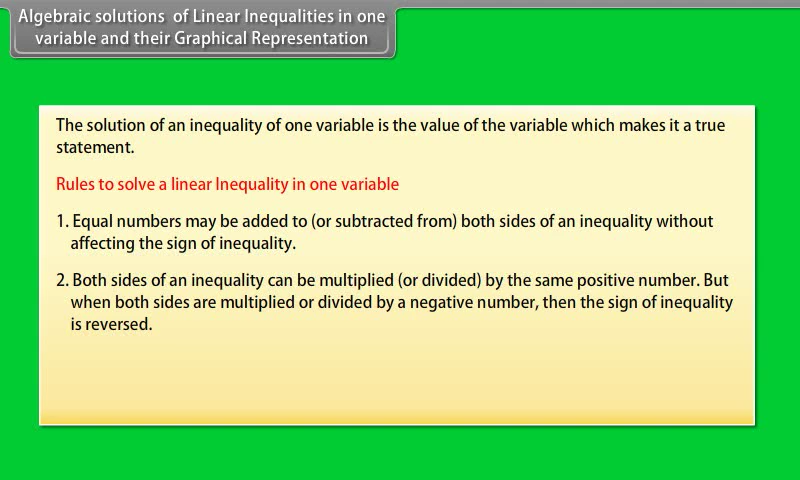 Algebraic solutions of Linear Inequalities in one
variable and their Graphical Representation
The solution of an inequality of one variable is the value of the variable which makes it a true
statement.
Rules to solve a linear Inequality in one variable
1. Equal numbers may be added to (or subtracted from) both sides of an inequality without
affecting the sign of inequality.
2. Both sides of an inequality can be multiplied (or divided) by the same positive number. But
when both sides are multiplied or divided by a negative number, then the sign of inequality
is reversed.